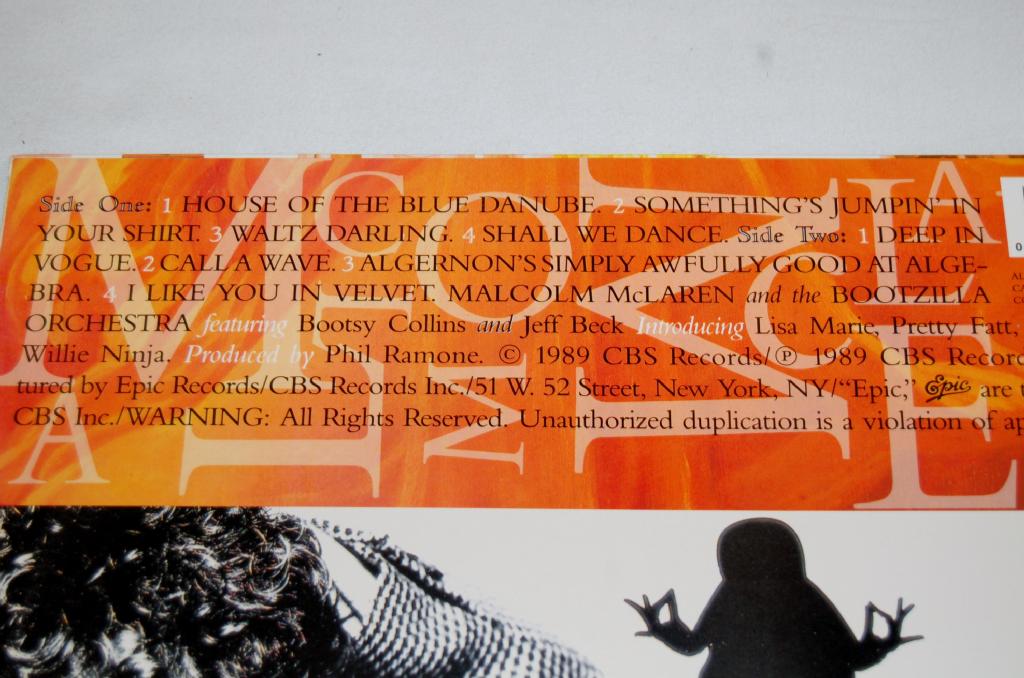 Side One: 1 HOUSE OF THE BLUE DANUBE. 2 SOMETHING'S JUMPIN' IN
YOUR SHIRT. 3 WALTZ DARLING. 4 SHALL WE DANCE. Side Two: 1 DEEP IN
VOGUE. 2 CALL A WAVE. 3 ALGERNON'S SIMPLY AWFULLY GOOD AT ALGE-
BRA. 4 I LIKE YOU IN VELVET. MALCOLM McLAREN and the BOOTZILLA
ORCHESTRA featuring Bootsy Collins and Jeff Beck Introducing Lisa Marie, Pretty Fatt,
Willie Ninja. Produced by Phil Ramone. © 1989 CBS Records/℗ 1989 CBS Recor
tured by Epic Records/CBS Records Inc./51 W. 52 Street, New York, NY/"Epic," Epic are
CBS Inc./WARNING: All Rights Reserved. Unauthorized duplication is a violation of ap